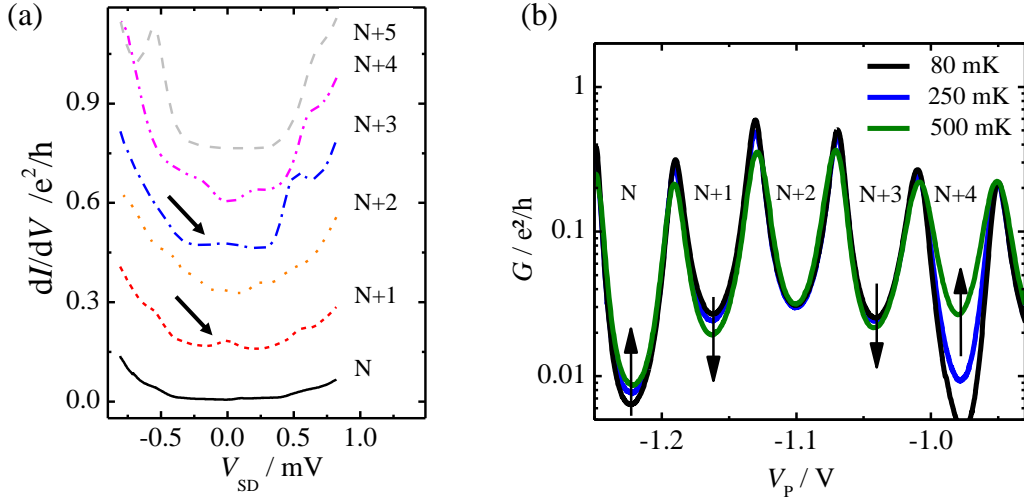 (a)
dI/dV / e²/h
0.9
0.6
0.3
0.0
N+5
N+4
N+3
N+2
N+1
N
-0.5
0.0
0.5
1.0
V_SD / mV
(b)
G / e²/h
1
0.1
0.01
80 mK
250 mK
500 mK
N
N+1
N+2
N+3
N+4
-1.2
-1.1
-1.0
V_P / V